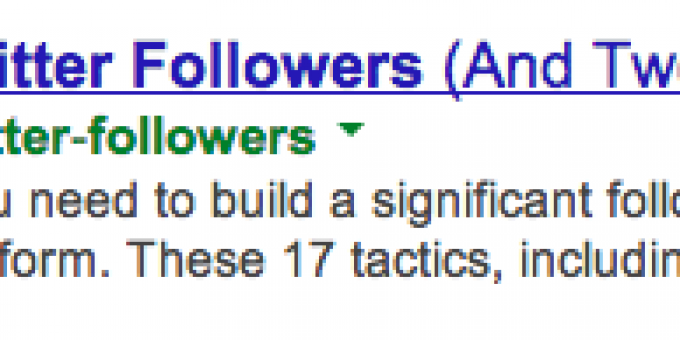 itter Followers (And Tw
tter-followers
u need to build a significant foll
form. These 17 tactics, includin